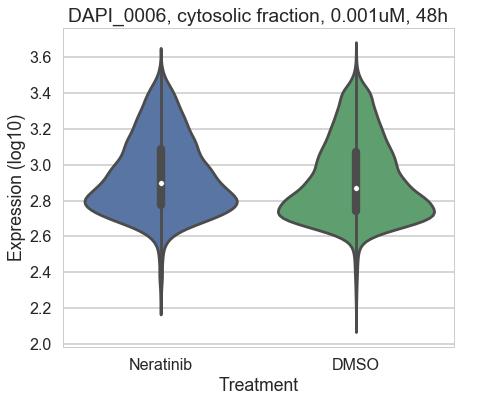 DAPI_0006, cytosolic fraction, 0.001uM, 48h
3.6
3.4
3.2
3.0
2.8
2.6
2.4
2.2
2.0
Expression (log10)
Neratinib DMSO
Treatment